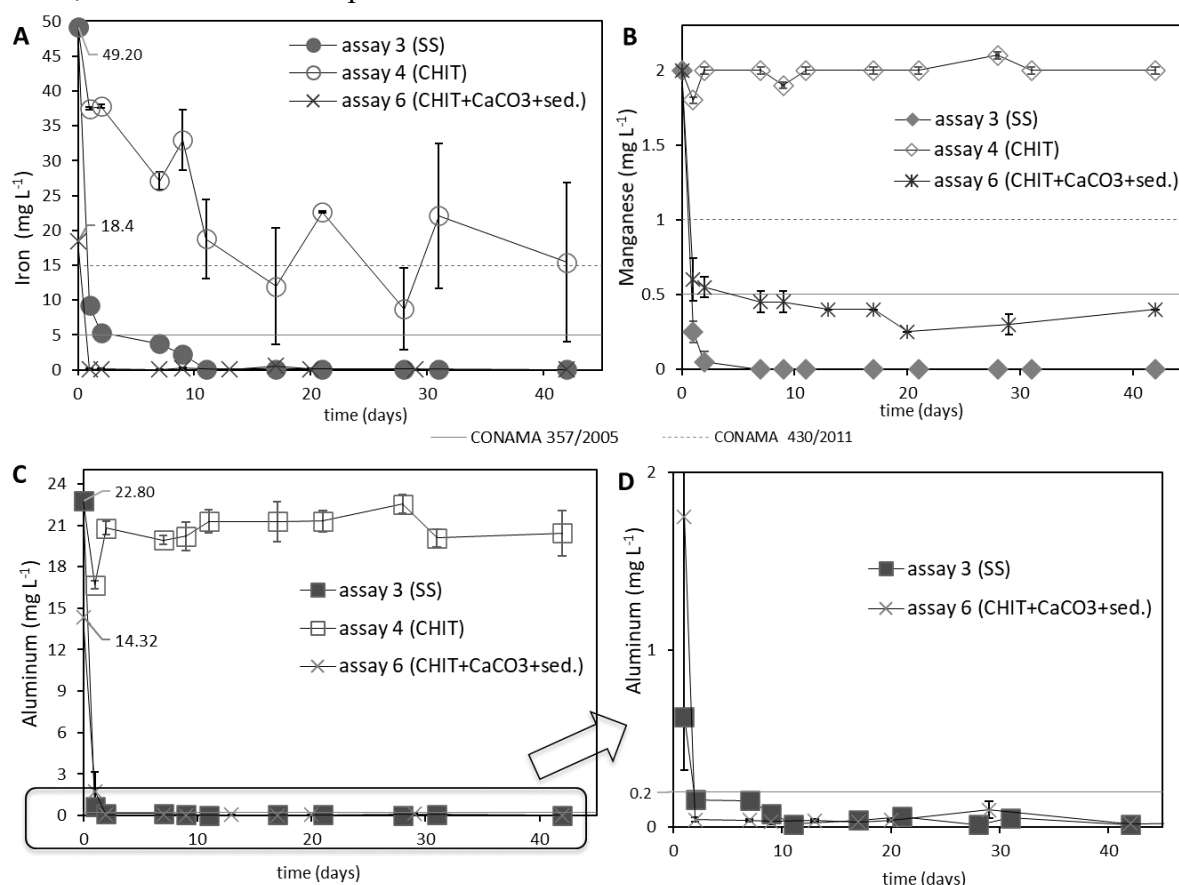 A
50
45
40
35
30
25
20
15
10
5
0
49.20
18.4
assay 3 (SS)
assay 4 (CHIT)
assay 6 (CHIT+CaCO3+sed.)
Iron (mg L-1)
0 10 20 30 40
time (days)
B
2
1.5
1
0.5
0
assay 3 (SS)
assay 4 (CHIT)
assay 6 (CHIT+CaCO3+sed.)
Manganese (mg L-1)
0 10 20 30 40
time (days)
CONAMA 357/2005 CONAMA 430/2011
C
24
21
18
15
12
9
6
3
0
22.80
14.32
assay 3 (SS)
assay 4 (CHIT)
assay 6 (CHIT+CaCO3+sed.)
Aluminum (mg L-1)
0 10 20 30 40
time (days)
D
2
1
0.2
0
assay 3 (SS)
assay 6 (CHIT+CaCO3+sed.)
Aluminum (mg L-1)
0 10 20 30 40
time (days)